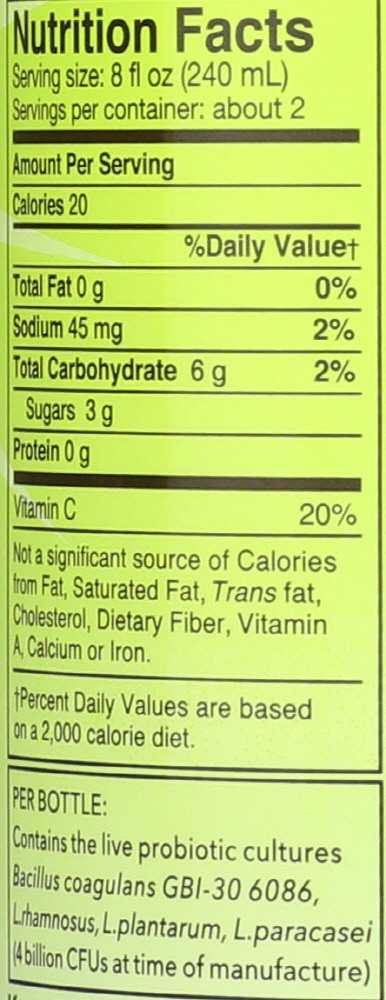 Nutrition Facts
Serving size: 8 fl oz (240 mL)
Servings per container: about 2
Amount Per Serving
Calories 20
%Daily Value†
Total Fat 0 g 0%
Sodium 45 mg 2%
Total Carbohydrate 6 g 2%
Sugars 3 g
Protein 0 g
Vitamin C 20%
Not a significant source of Calories
from Fat, Saturated Fat, Trans fat,
Cholesterol, Dietary Fiber, Vitamin
A, Calcium or Iron.
†Percent Daily Values are based
on a 2,000 calorie diet.
PER BOTTLE:
Contains the live probiotic cultures
Bacillus coagulans GBI-30 6086,
L.rhamnosus, L.plantarum, L.paracasei
(4 billion CFUs at time of manufacture)